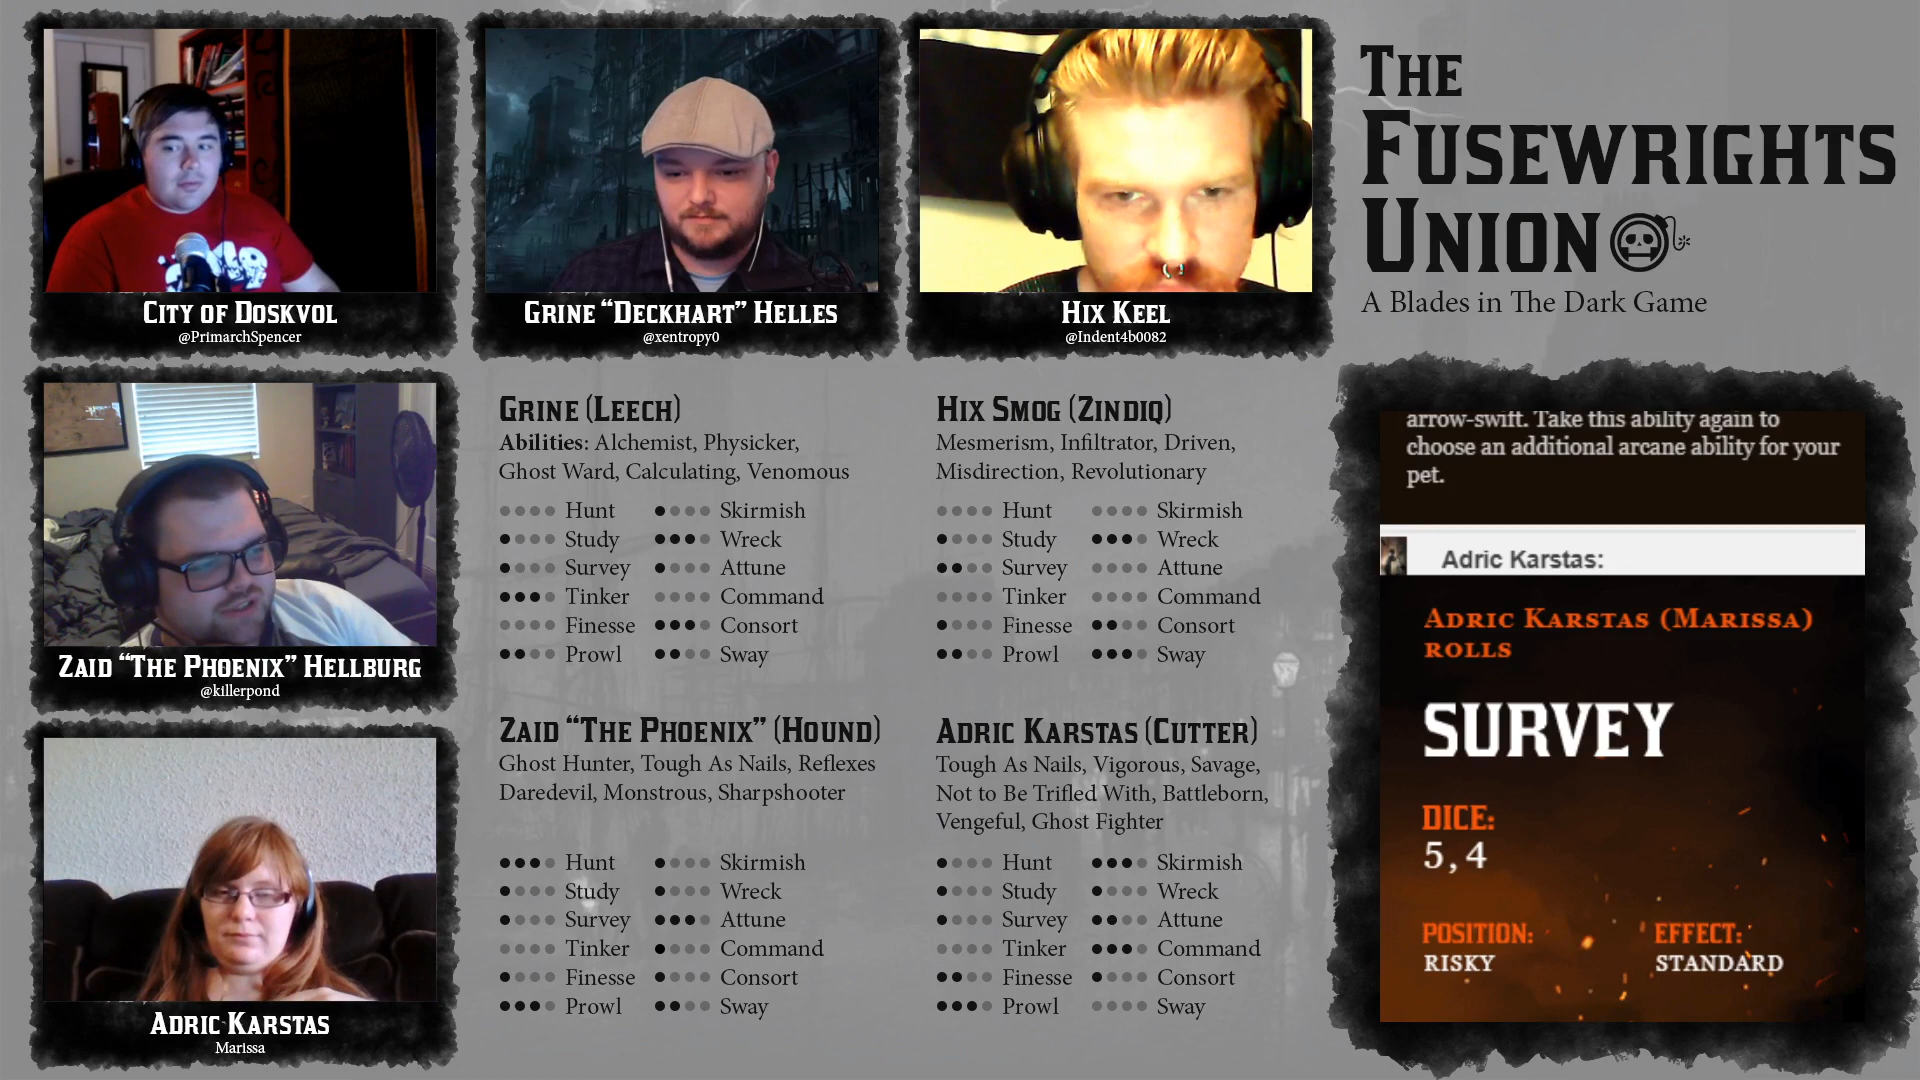 City of Doskvol
@PrimarchSpencer
Grine “Deckhart” Helles
@xentropy0
Hix Keel
@Indent4b0082
The
Fusewrights
Union
A Blades in The Dark Game
Zaid “The Phoenix” Hellburg
@killerpond
Adric Karstas
Marissa
Grine (Leech)
Abilities: Alchemist, Physicker,
Ghost Ward, Calculating, Venomous
Hunt Skirmish
Study Wreck
Survey Attune
Tinker Command
Finesse Consort
Prowl Sway
Hix Smog (Zindiq)
Mesmerism, Infiltrator, Driven,
Misdirection, Revolutionary
Hunt Skirmish
Study Wreck
Survey Attune
Tinker Command
Finesse Consort
Prowl Sway
Zaid “The Phoenix” (Hound)
Ghost Hunter, Tough As Nails, Reflexes
Daredevil, Monstrous, Sharpshooter
Hunt Skirmish
Study Wreck
Survey Attune
Tinker Command
Finesse Consort
Prowl Sway
Adric Karstas (Cutter)
Tough As Nails, Vigorous, Savage,
Not to Be Trifled With, Battleborn,
Vengeful, Ghost Fighter
Hunt Skirmish
Study Wreck
Survey Attune
Tinker Command
Finesse Consort
Prowl Sway
arrow-swift. Take this ability again to
choose an additional arcane ability for your
pet.
Adric Karstas:
Adric Karstas (Marissa)
rolls
SURVEY
DICE:
5, 4
POSITION: EFFECT:
RISKY STANDARD